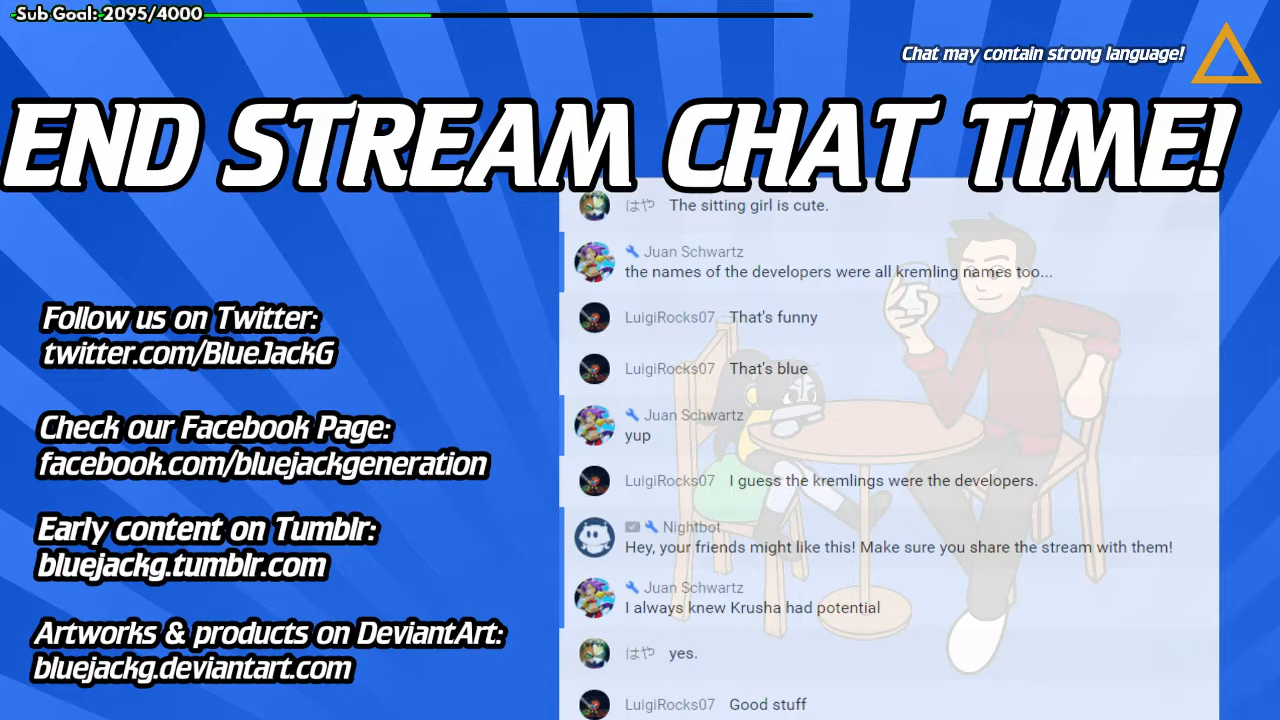 Sub Goal: 2095/4000
Chat may contain strong language!
END STREAM CHAT TIME!
Follow us on Twitter:
twitter.com/BlueJackG
Check our Facebook Page:
facebook.com/bluejackgeneration
Early content on Tumblr:
bluejackg.tumblr.com
Artworks & products on DeviantArt:
bluejackg.deviantart.com
はや The sitting girl is cute.
Juan Schwartz
the names of the developers were all kremling names too...
LuigiRocks07 That's funny
LuigiRocks07 That's blue
Juan Schwartz
yup
LuigiRocks07 I guess the kremlings were the developers.
Nightbot
Hey, your friends might like this! Make sure you share the stream with them!
Juan Schwartz
I always knew Krusha had potential
はや yes.
LuigiRocks07 Good stuff